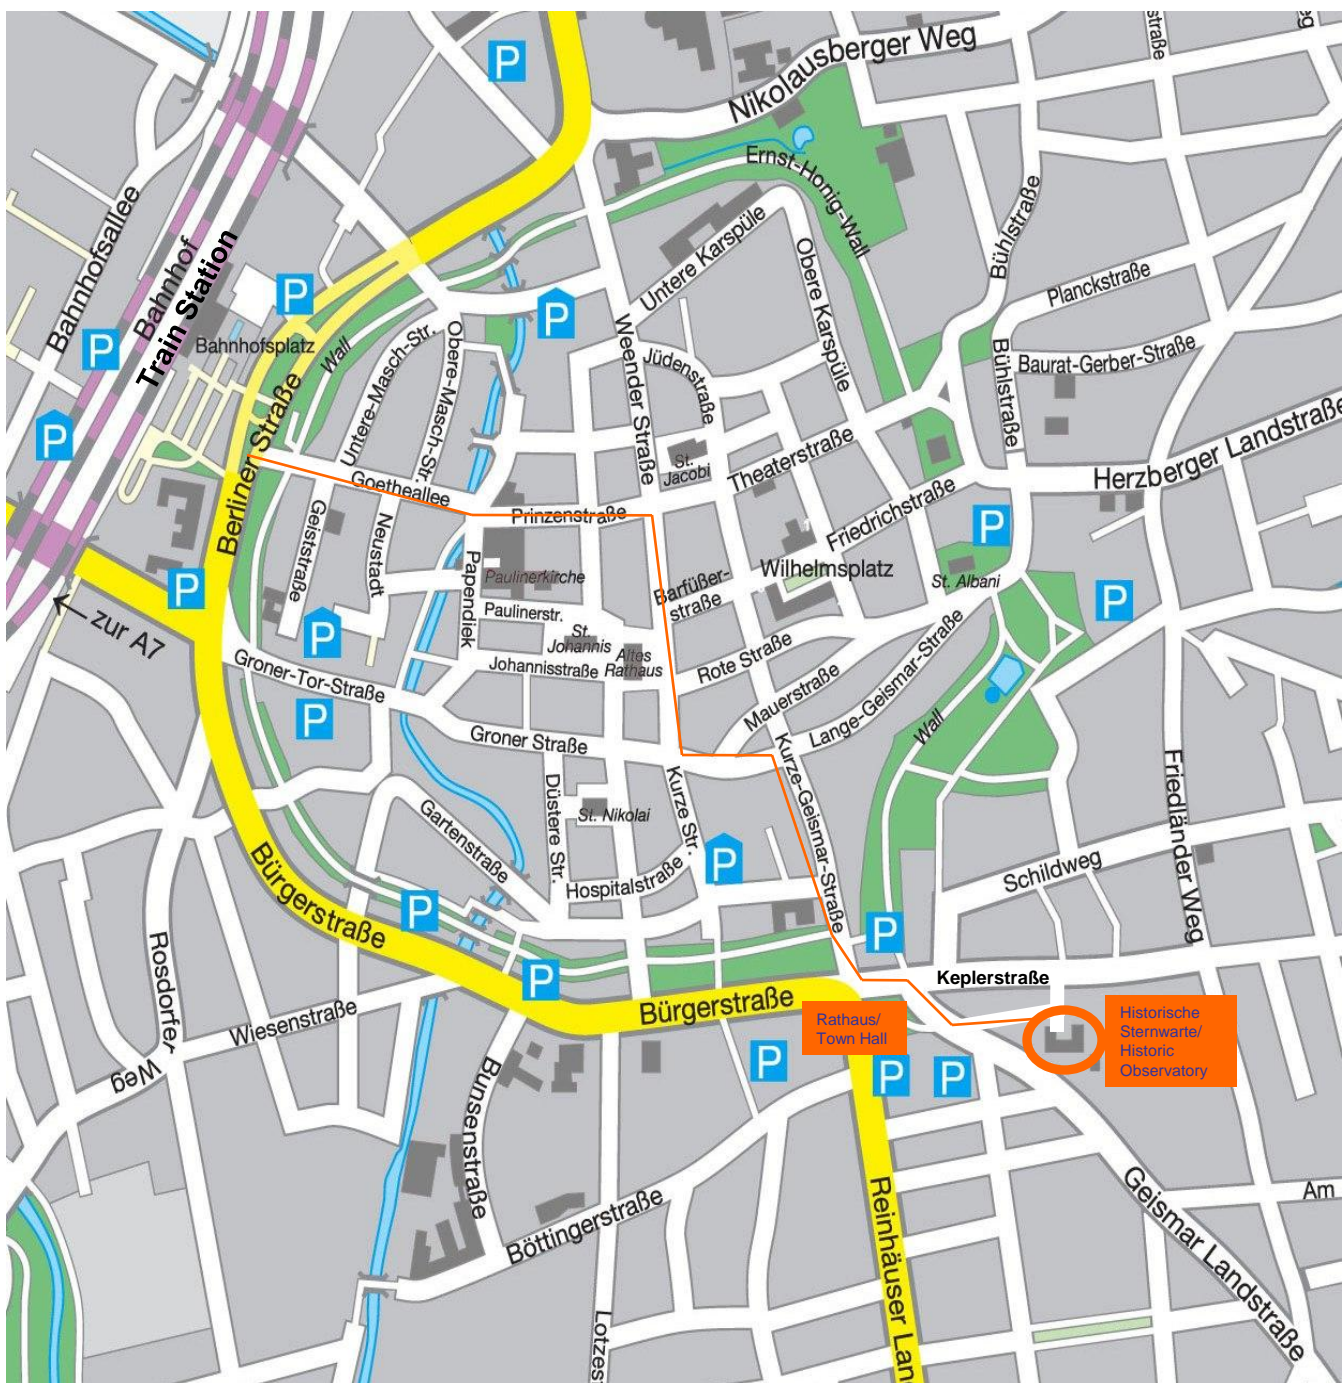 P
Nikolausberger Weg
straße
eg
Ernst-Honig-Wall
Bahnhofsallee
Bahnhof
Train Station
P
P
Untere Karspüle
Obere Karspüle
Bühlstraße
Planckstraße
P
Bahnhofsplatz
Wall
Untere-Masch-Str.
Obere-Masch-Str.
Weender Straße
Jüdenstraße
Bühlstraße
Baurat-Gerber-Straße
P
Berliner Straße
St.
Jacobi
Theaterstraße
Herzberger Landstraße
Goetheallee
Prinzenstraße
Friedrichstraße
P
Geiststraße
Neustadt
Papendiek
Paulinerkirche
Barfüßer-
straße
Wilhelmsplatz
St. Albani
P
P
zur A7
P
Paulinerstr.
St.
Johannis
Altes
Rathaus
Johannisstraße
Rote Straße
Groner-Tor-Straße
P
Mauerstraße
Lange-Geismar-Straße
Wall
Groner Straße
Kurze-Geismar-Straße
Düstere Str.
Kurze Str.
St. Nikolai
Gartenstraße
Hospitalstraße
P
Friedländer Weg
Schildweg
Bürgerstraße
P
P
Rosdorfer
Weg
Wiesenstraße
P
Bürgerstraße
Keplerstraße
Rathaus/
Town Hall
Historische
Sternwarte/
Historic
Observatory
P
P
P
Bunsenstraße
Böttingerstraße
Reinhäuser Lan
Geismar Landstraße
Am
Lotzes